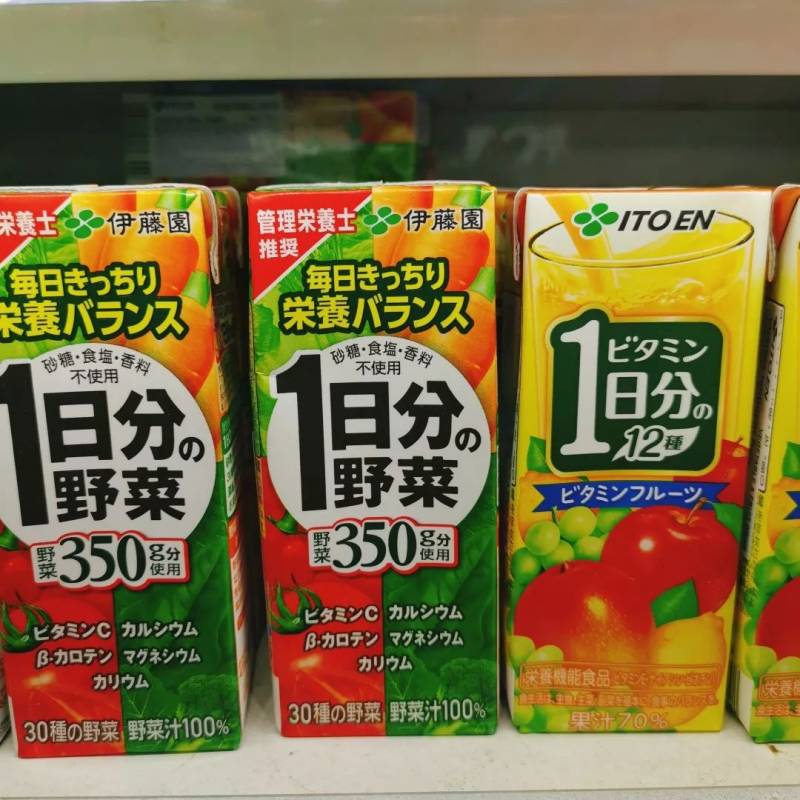 栄養士
伊藤園
毎日きっちり
栄養バランス
砂糖・食塩・香料
不使用
1日分の
野菜
野菜350g分使用
ビタミンC カルシウム
β-カロテン マグネシウム
カリウム
30種の野菜 野菜汁100%
管理栄養士
推奨
伊藤園
毎日きっちり
栄養バランス
砂糖・食塩・香料
不使用
1日分の
野菜
野菜350g分使用
ビタミンC カルシウム
β-カロテン マグネシウム
カリウム
30種の野菜 野菜汁100%
ITO EN
ビタミン
1日分の
12種
ビタミンフルーツ
栄養機能食品
果汁70%
栄養機